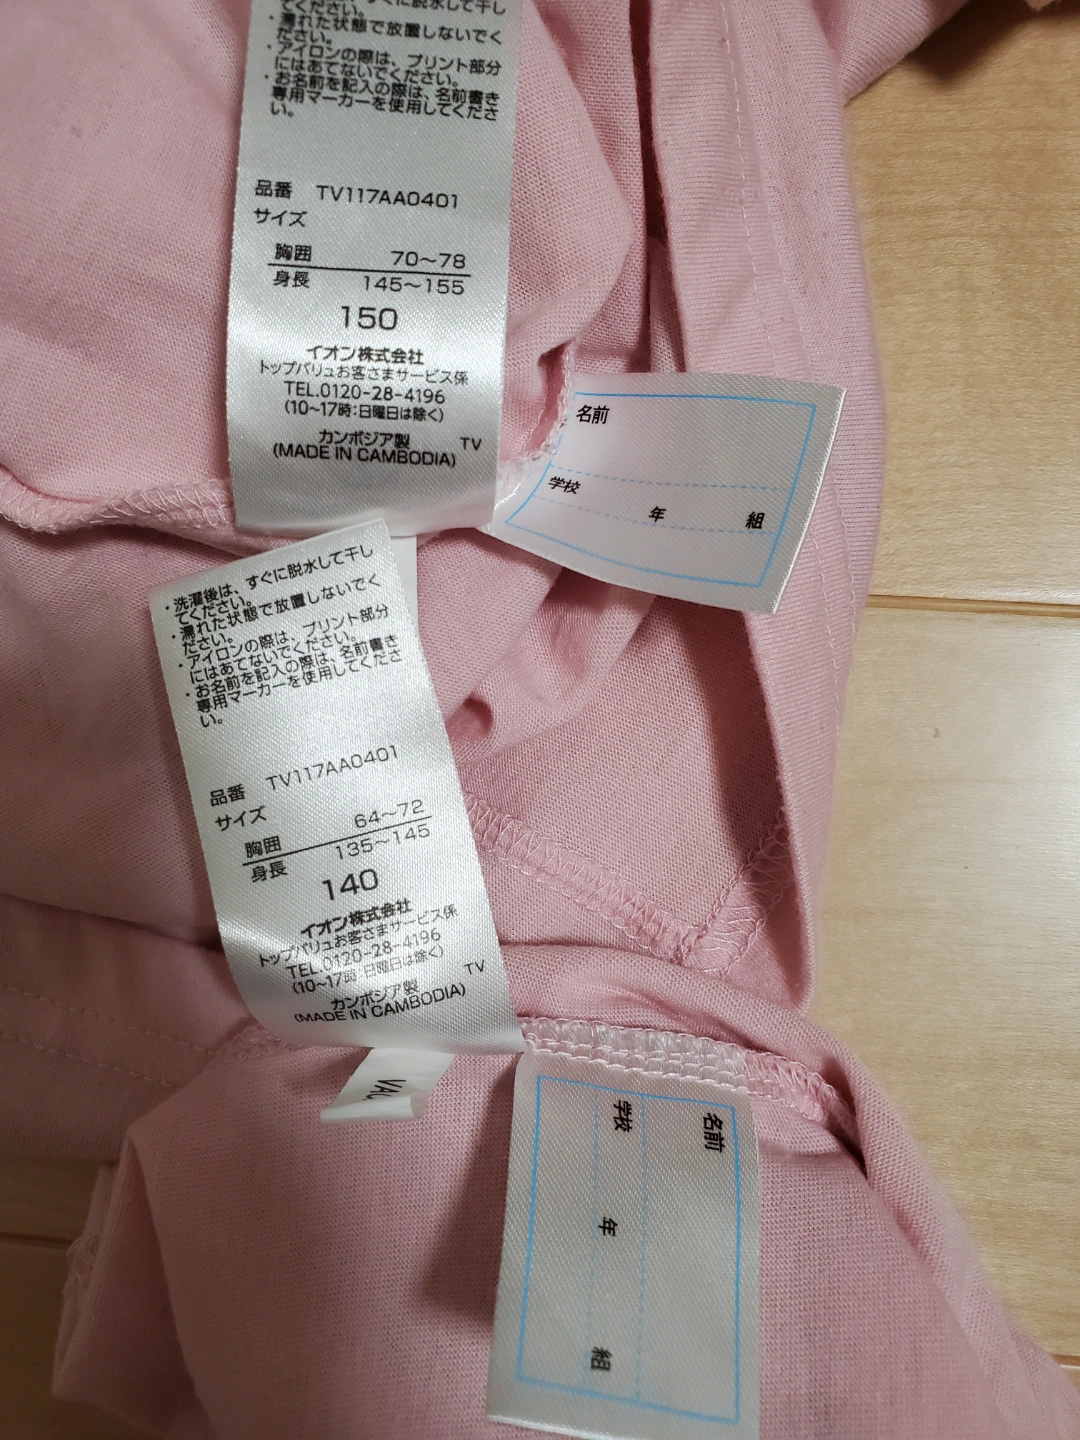 すぐに脱水して干し
てください。
・濡れた状態で放置しないでく
ださい。
・アイロンの際は、プリント部分
にはあてないでください。
・お名前を記入の際は、名前書き
専用マーカーを使用してくださ
い。
品番 TV117AA0401
サイズ
胸囲 70〜78
身長 145〜155
150
イオン株式会社
トップバリュお客さまサービス係
TEL.0120-28-4196
(10〜17時:日曜日は除く)
カンボジア製 TV
(MADE IN CAMBODIA)
名前
学校
年 組
・洗濯後は、すぐに脱水して干し
てください。
・濡れた状態で放置しないでく
ださい。
・アイロンの際は、プリント部分
にはあてないでください。
・お名前を記入の際は、名前書き
専用マーカーを使用してくださ
い。
品番 TV117AA0401
サイズ
胸囲 64〜72
身長 135〜145
140
イオン株式会社
トップバリュお客さまサービス係
TEL.0120-28-4196
(10〜17時:日曜日は除く)
カンボジア製 TV
(MADE IN CAMBODIA)
名前
学校 年 組